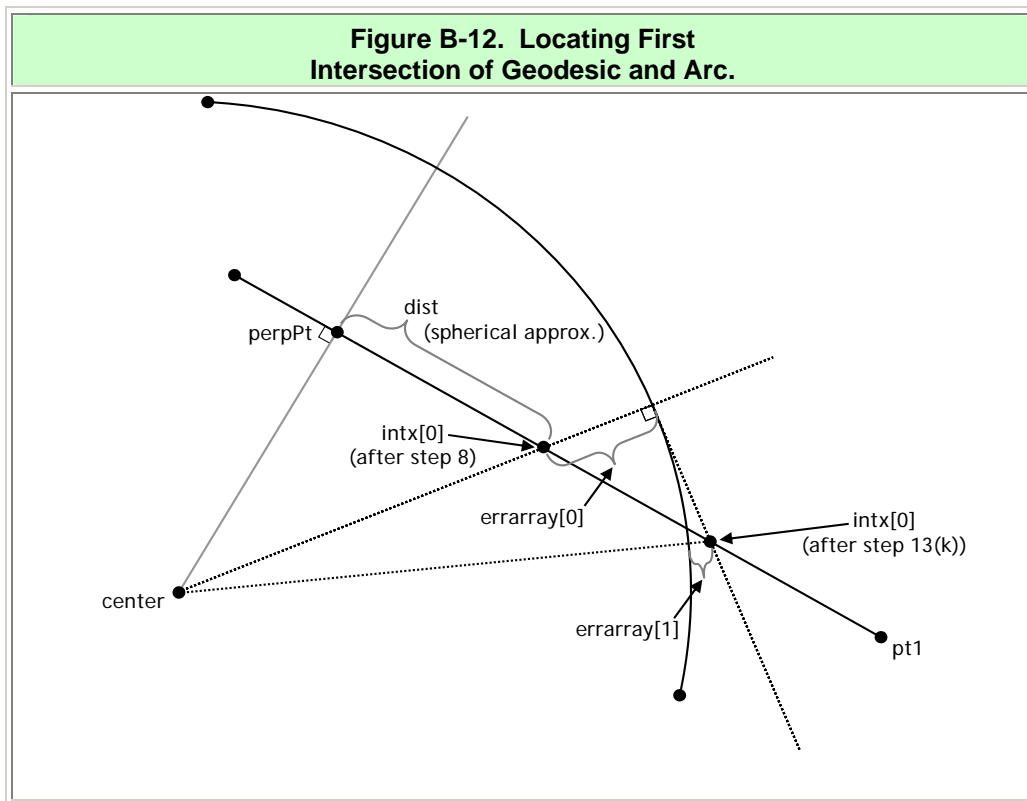 Figure B-12. Locating First
Intersection of Geodesic and Arc.
dist
(spherical approx.)
perpPt
intx[0]
(after step 8)
errarray[0]
intx[0]
(after step 13(k))
center
errarray[1]
pt1